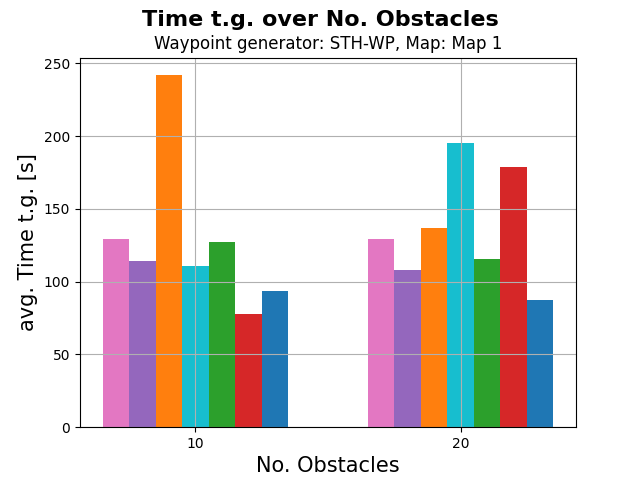 Time t.g. over No. Obstacles
Waypoint generator: STH-WP, Map: Map 1
250
200
150
100
50
0
avg. Time t.g. [s]
10
20
No. Obstacles